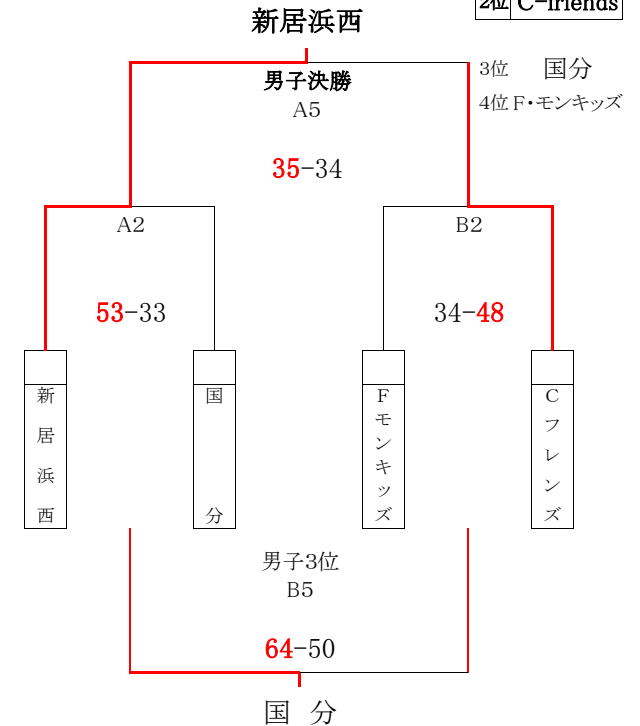 2位 C-friends
新居浜西
3位 国分
男子決勝
4位 F・モンキッズ
A5
35-34
A2
B2
53-33
34-48
新居浜西
国分
Fモンキッズ
Cフレンズ
男子3位
B5
64-50
国 分